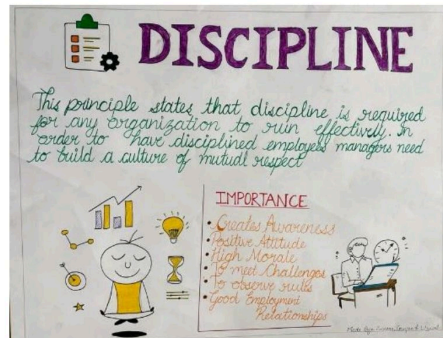 DISCIPLINE
This principle states that discipline is required
for any organization to run effectively. In
order to have disciplined employees managers need
to build a culture of mutual respect
IMPORTANCE
• Creates Awareness
• Positive Attitude
• High Morale
• To meet Challenges
• To observe rules
• Good Employment
Relationships
Made By: